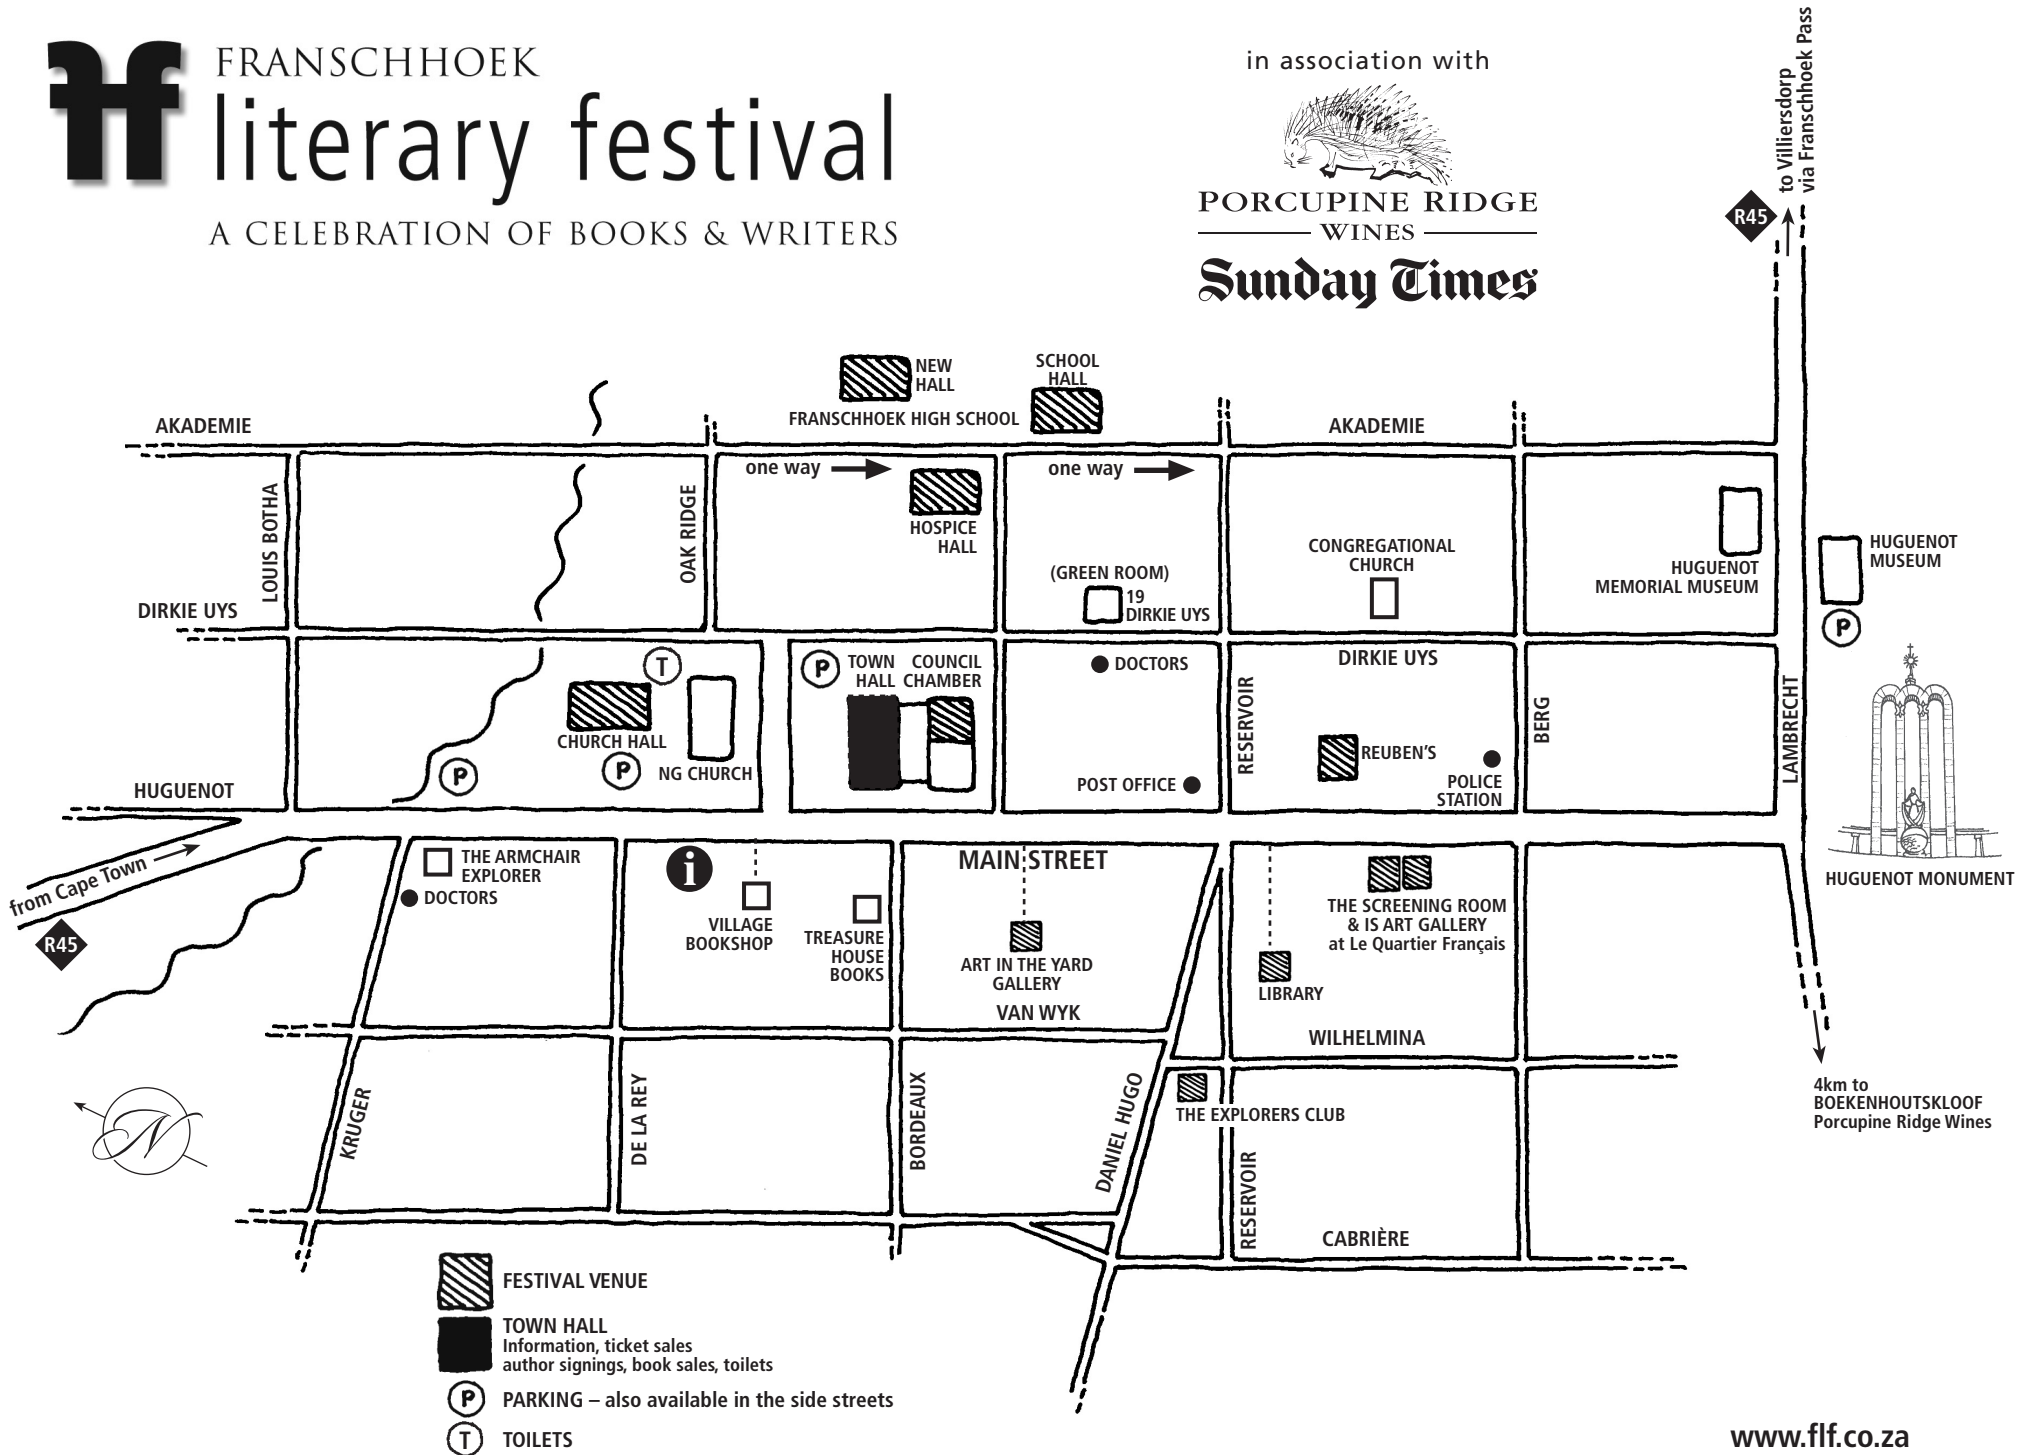 FRANSCHHOEK
literary festival
A CELEBRATION OF BOOKS & WRITERS
in association with
PORCUPINE RIDGE
WINES
Sunday Times
to Villiersdorp
via Franschhoek Pass
R45
NEW
HALL
SCHOOL
HALL
FRANSCHHOEK HIGH SCHOOL
AKADEMIE
AKADEMIE
one way
one way
LOUIS BOTHA
OAK RIDGE
HOSPICE
HALL
(GREEN ROOM)
19
DIRKIE UYS
CONGREGATIONAL
CHURCH
HUGUENOT
MEMORIAL MUSEUM
HUGUENOT
MUSEUM
P
DIRKIE UYS
DIRKIE UYS
T
CHURCH HALL
P
P
NG CHURCH
P
TOWN
HALL
COUNCIL
CHAMBER
DOCTORS
POST OFFICE
RESERVOIR
REUBEN'S
POLICE
STATION
BERG
LAMBRECHT
HUGUENOT MONUMENT
HUGUENOT
from Cape Town
R45
THE ARMCHAIR
EXPLORER
DOCTORS
i
VILLAGE
BOOKSHOP
TREASURE
HOUSE
BOOKS
MAIN STREET
ART IN THE YARD
GALLERY
VAN WYK
THE SCREENING ROOM
& IS ART GALLERY
at Le Quartier Français
LIBRARY
WILHELMINA
N
KRUGER
DE LA REY
BORDEAUX
DANIEL HUGO
THE EXPLORERS CLUB
RESERVOIR
CABRIÈRE
4km to
BOEKENHOUTSKLOOF
Porcupine Ridge Wines
FESTIVAL VENUE
TOWN HALL
Information, ticket sales
author signings, book sales, toilets
P PARKING – also available in the side streets
T TOILETS
www.flf.co.za